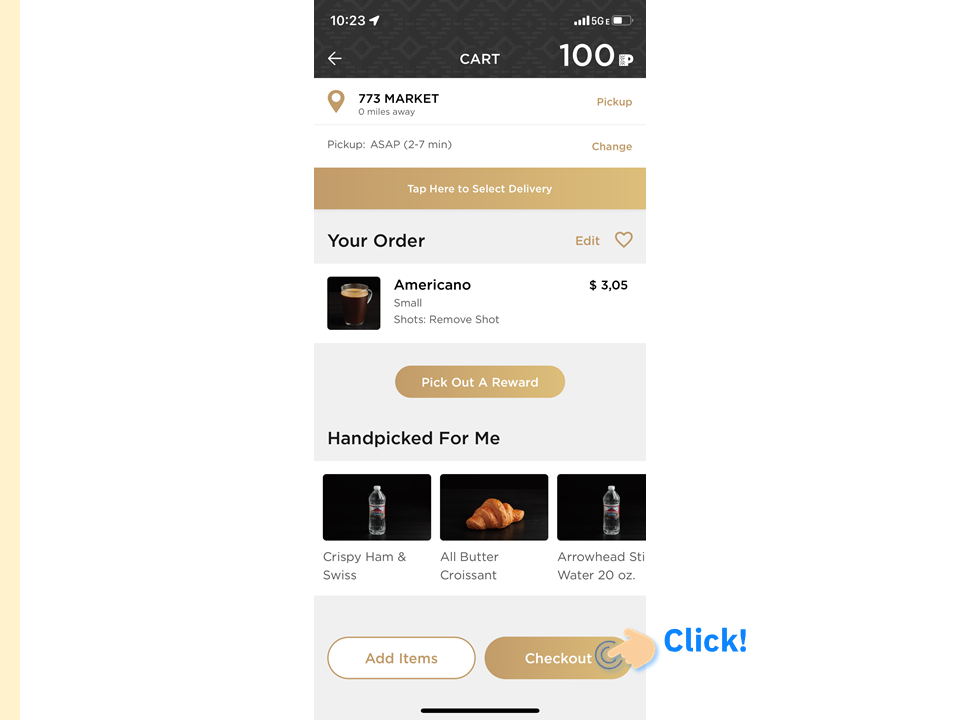 10:23
5G E
CART
100
773 MARKET
0 miles away
Pickup
Pickup: ASAP (2-7 min)
Change
Tap Here to Select Delivery
Your Order
Edit
Americano
$ 3,05
Small
Shots: Remove Shot
Pick Out A Reward
Handpicked For Me
Crispy Ham &
Swiss
All Butter
Croissant
Arrowhead Sti
Water 20 oz.
Add Items
Checkout
Click!